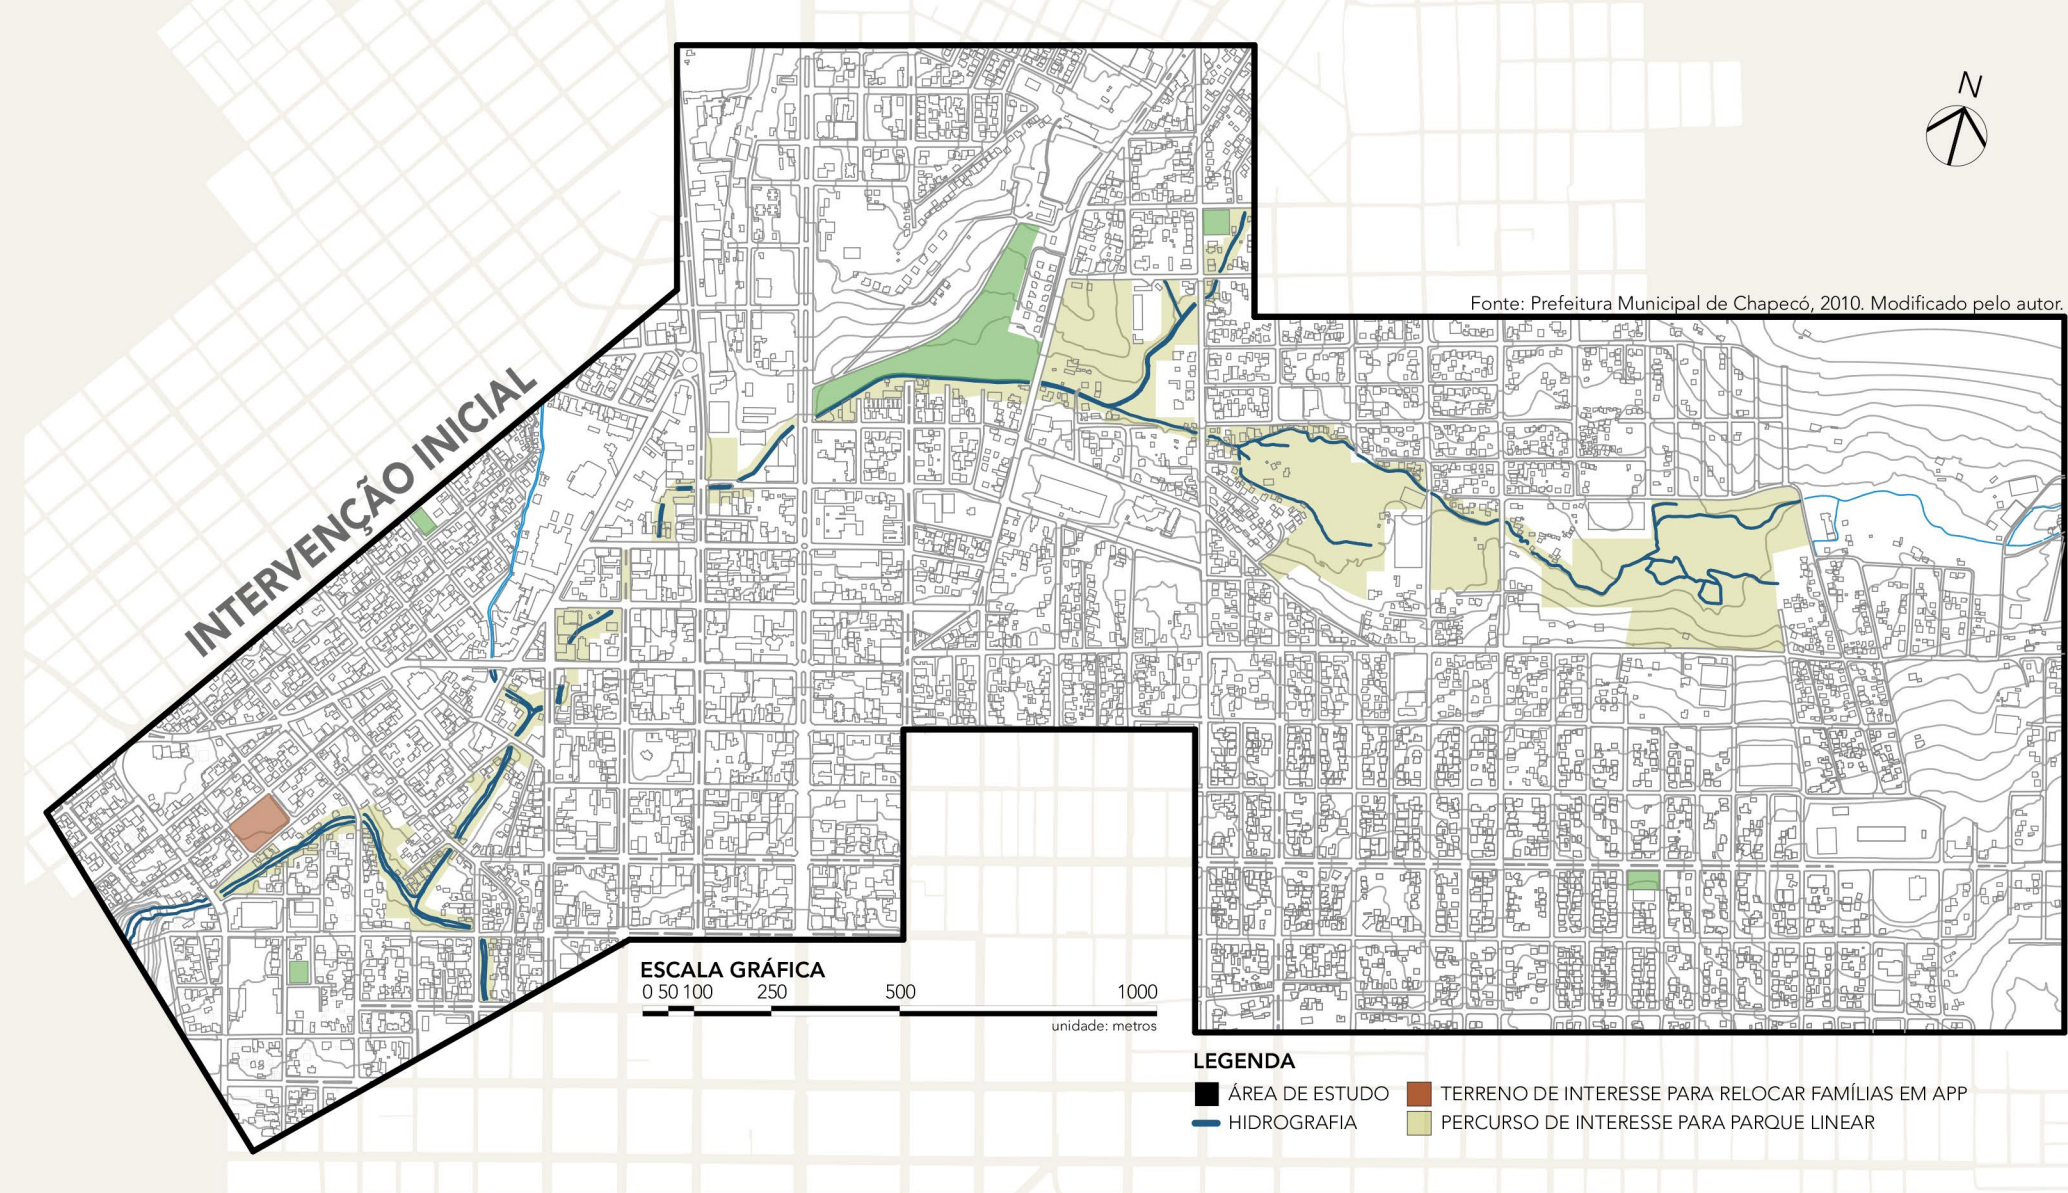 N
Fonte: Prefeitura Municipal de Chapecó, 2010. Modificado pelo autor.
INTERVENÇÃO INICIAL
ESCALA GRÁFICA
0 50 100 250 500 1000
unidade: metros
LEGENDA
ÁREA DE ESTUDO
TERRENO DE INTERESSE PARA RELOCAR FAMÍLIAS EM APP
HIDROGRAFIA
PERCURSO DE INTERESSE PARA PARQUE LINEAR